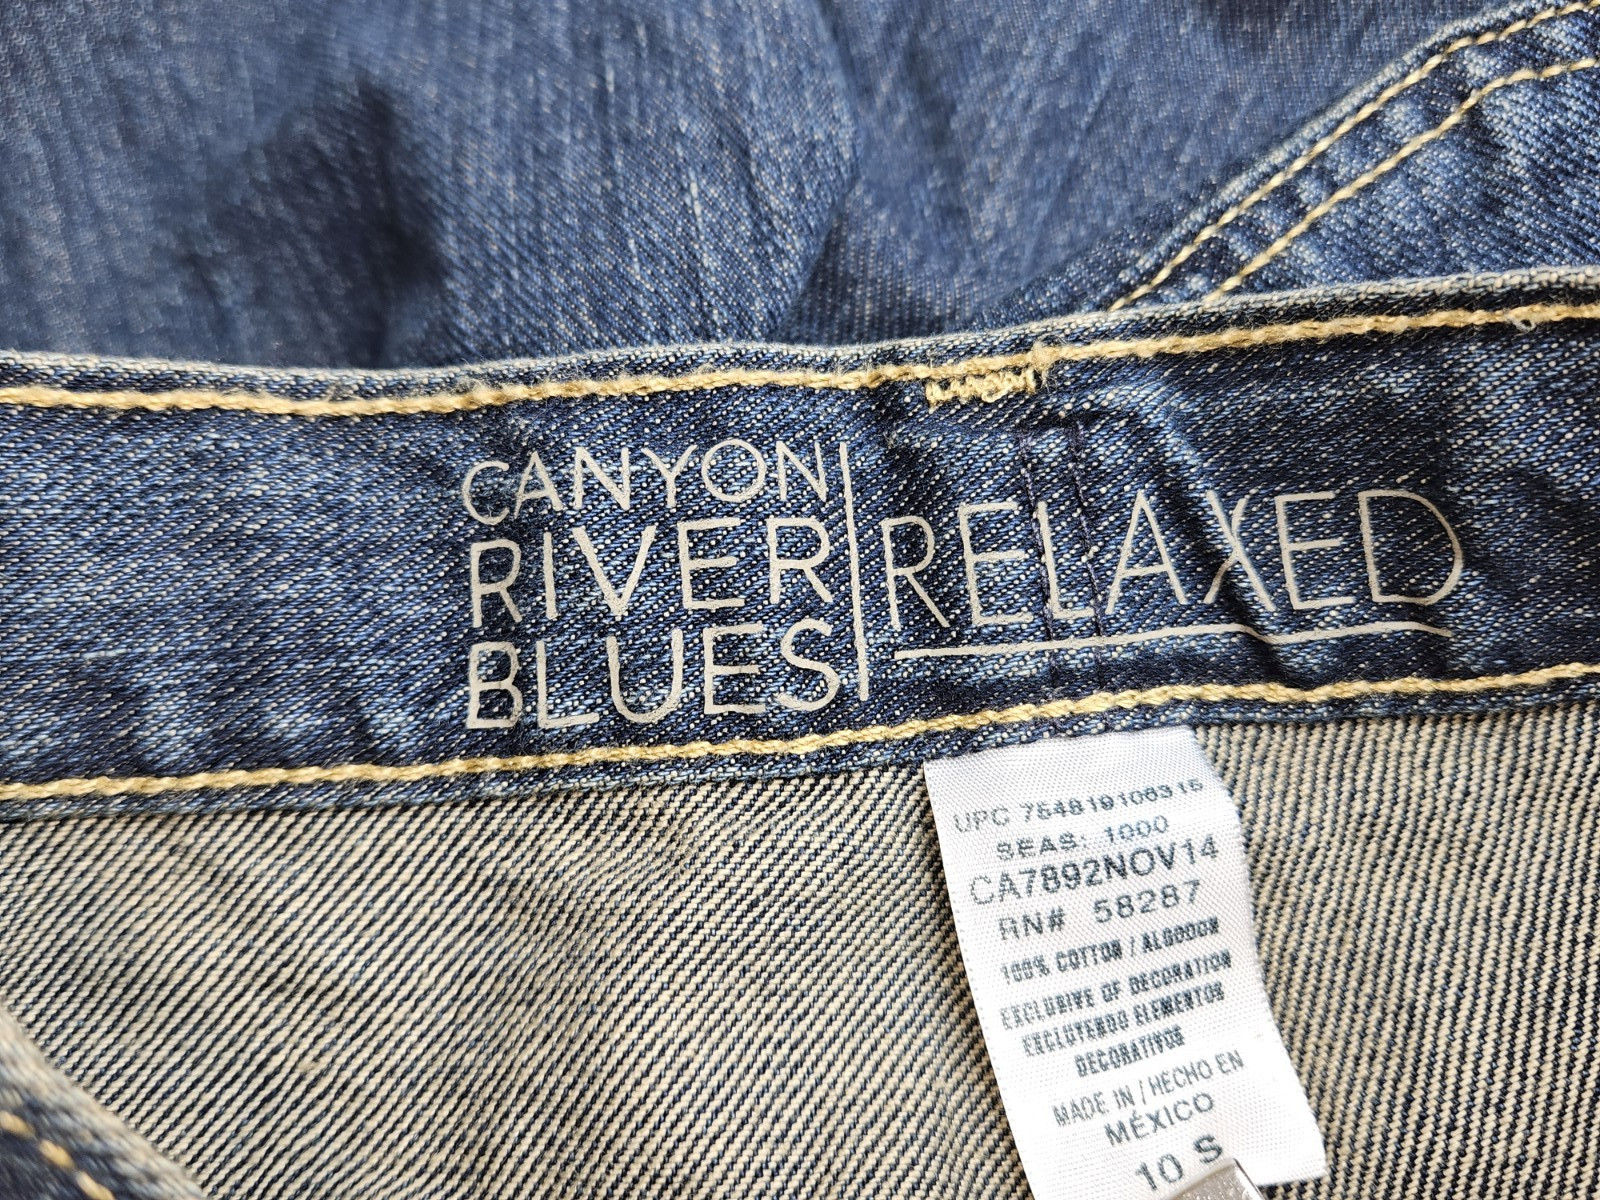 CANYON
RIVER
BLUES
RELAXED
UPC 754819106315
SEAS: 1000
CA7892NOV14
RN# 58287
100% COTTON / ALGODON
EXCLUSIVE OF DECORATION
EXCLUYENDO ELEMENTOS
DECORATIVOS
MADE IN / HECHO EN
MÉXICO
10 S